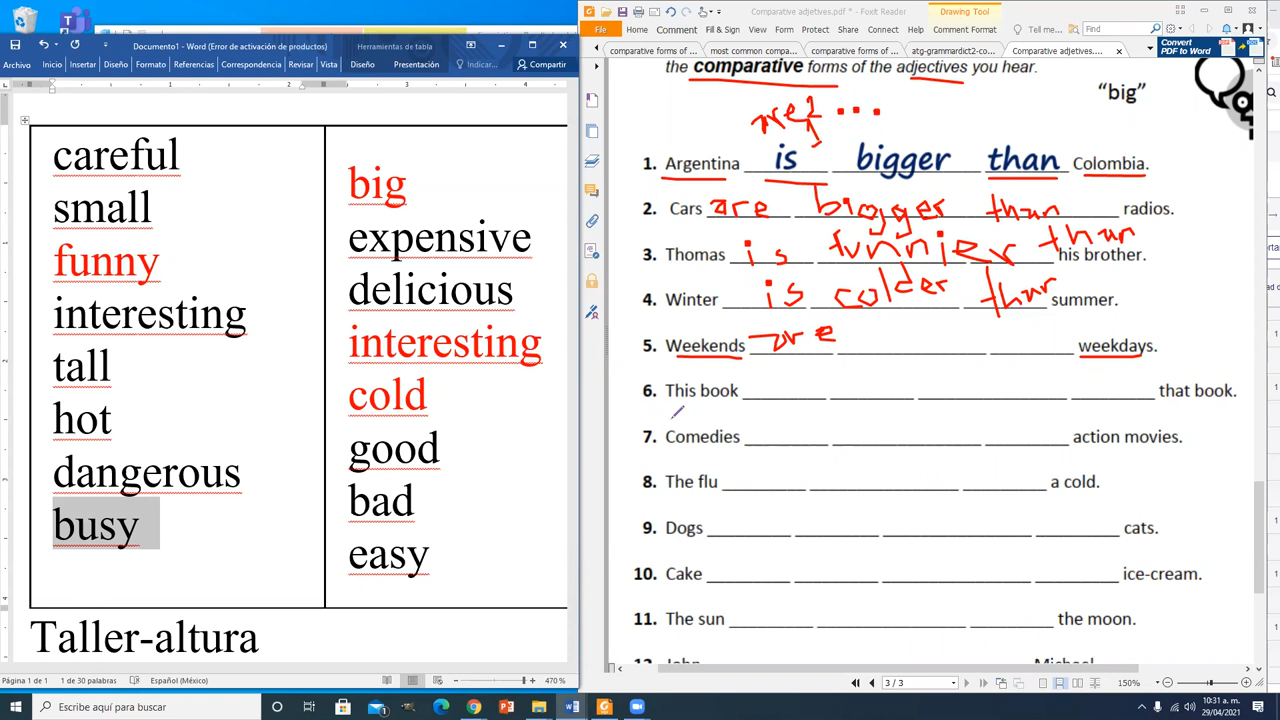 Documento1 - Word (Error de activación de productos)
Herramientas de tabla
Archivo Inicio Insertar Diseño Formato Referencias Correspondencia Revisar Vista Diseño Presentación Indicar... Compartir
careful
small
funny
interesting
tall
hot
dangerous
busy
big
expensive
delicious
interesting
cold
good
bad
easy
Taller-altura
Página 1 de 1 1 de 30 palabras Español (México) 470 %
Comparative adjectives.pdf * - Foxit Reader
Drawing Tool
File Home Comment Arrange View Form Protect Share Connect Help Extras Tell me... Find
comparative forms of ... most common compa... comparative forms of ... atg-grammardict2-co... Comparative adjectives....
Convert PDF to Word
the comparative forms of the adjectives you hear.
"big"
are
1. Argentina is bigger than Colombia.
2. Cars are bigger than radios.
3. Thomas is funnier than his brother.
4. Winter is colder than summer.
5. Weekends are weekdays.
6. This book that book.
7. Comedies action movies.
8. The flu a cold.
9. Dogs cats.
10. Cake ice-cream.
11. The sun the moon.
12. John Michael.
3 / 3 150%
Escribe aquí para buscar
10:31 a. m.
29/04/2021